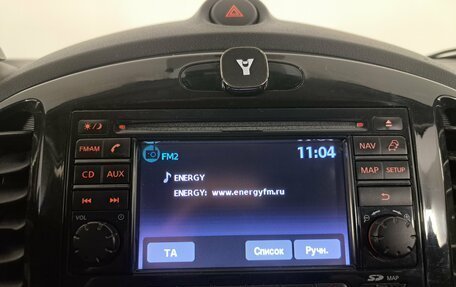 FM2
11:04
ENERGY
ENERGY: www.energyfm.ru
TA Список Ручн.
FM·AM
CD AUX
VOL
NAV
MAP SETUP
SD MAP